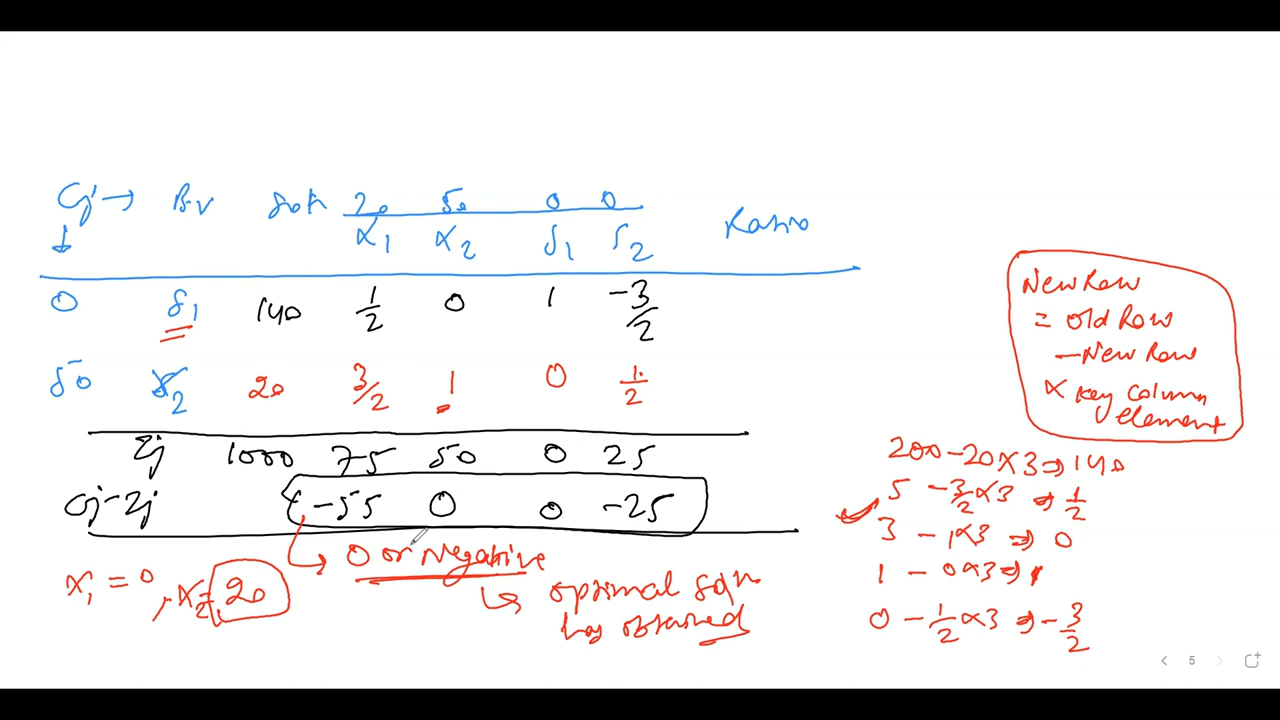 Cj → B.V Soln 20 50 0 0
↓ x1 x2 s1 s2 Ratio
0 s1 140 1/2 0 1 -3/2
50 x2 20 3/2 1 0 1/2
Zj 1000 75 50 0 25
Cj-Zj -55 0 0 -25
→ 0 or Negative
x1 = 0, x2 = 20
→ optimal soln
has obtained
New Row
= old Row
- New Row
x key column
element
200 - 20 x 3 ⇒ 140
5 - 3/2 x 3 ⇒ 1/2
3 - 1 x 3 ⇒ 0
1 - 0 x 3 ⇒ 1
0 - 1/2 x 3 ⇒ -3/2
< 5 >